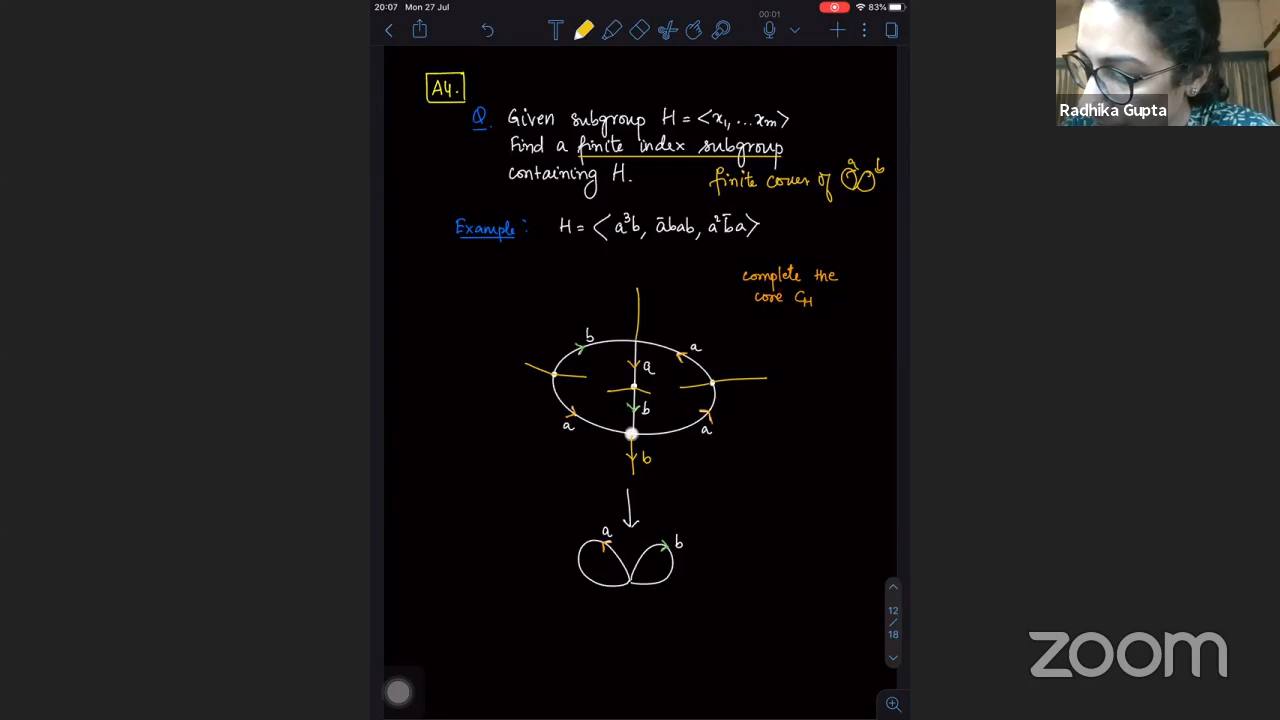 20:07 Mon 27 Jul
00:01
83%
A4.
Radhika Gupta
Q. Given subgroup H = <x₁, ... xₘ>
Find a finite index subgroup
containing H.
finite cover of a b
Example: H = <a³b, ābab, a²b̄a>
complete the
core C_H
b
a
a
b
a
a
b
a
b
12
/
18
zoom